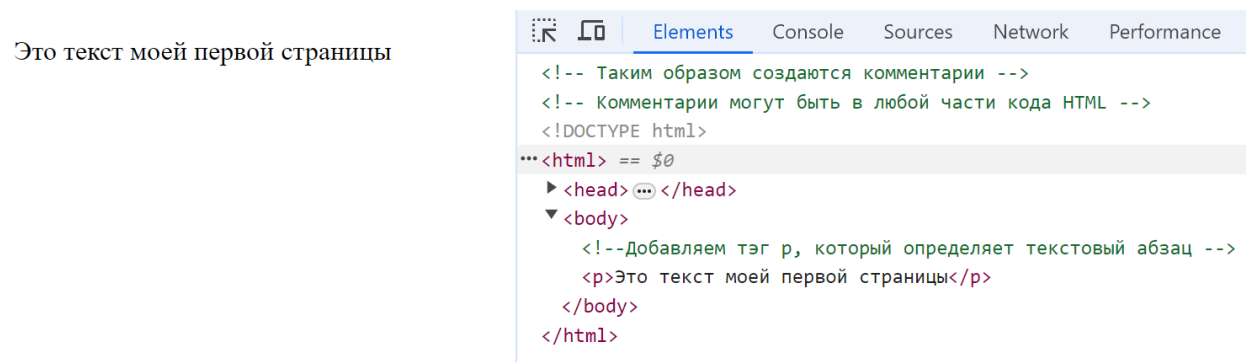 Это текст моей первой страницы
Elements Console Sources Network Performance
<!-- Таким образом создаются комментарии -->
<!-- Комментарии могут быть в любой части кода HTML -->
<!DOCTYPE html>
<html> == $0
<head> ··· </head>
<body>
<!--Добавляем тэг p, который определяет текстовый абзац -->
<p>Это текст моей первой страницы</p>
</body>
</html>